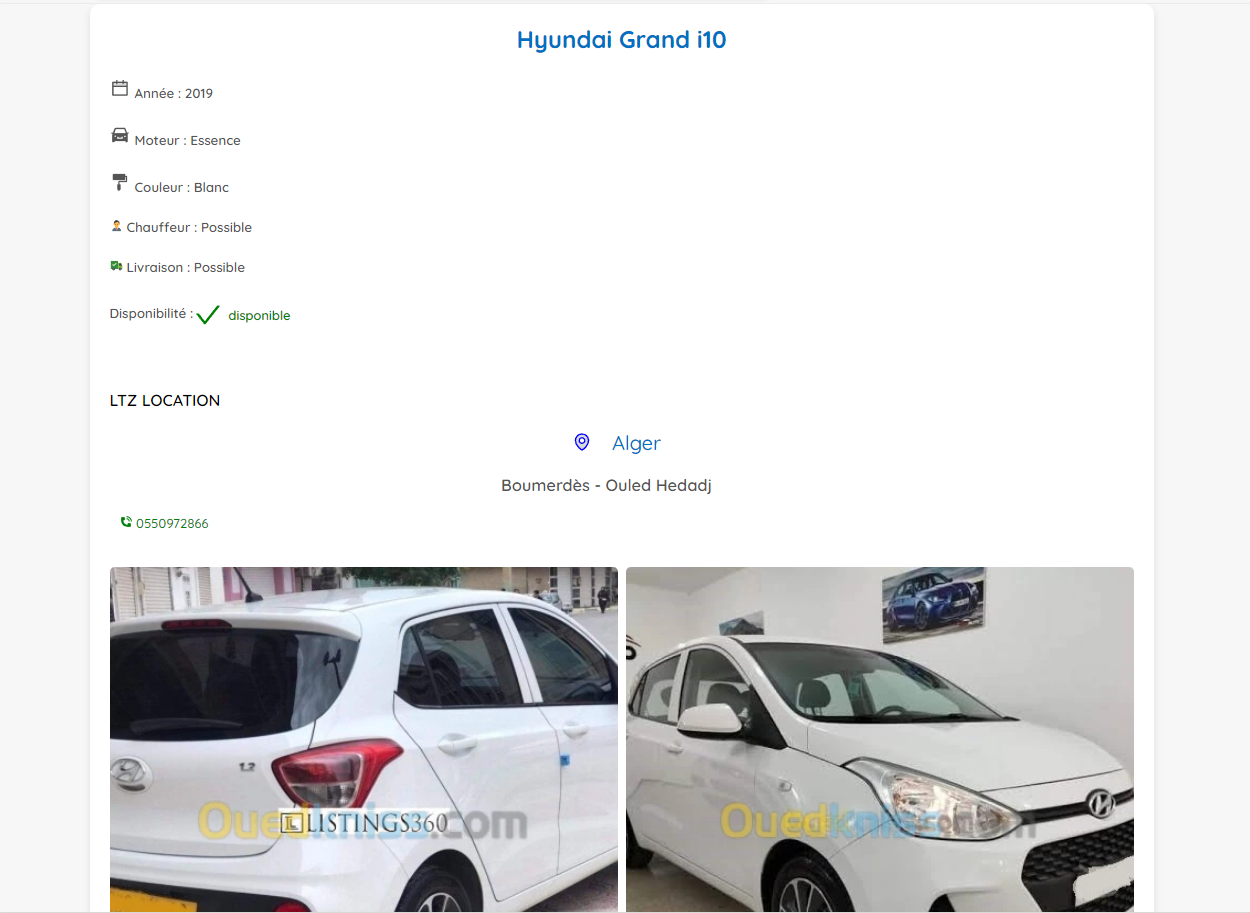 Hyundai Grand i10
Année : 2019
Moteur : Essence
Couleur : Blanc
Chauffeur : Possible
Livraison : Possible
Disponibilité : disponible
LTZ LOCATION
Alger
Boumerdès - Ouled Hedadj
0550972866
1.2
Ouedkniss.com
LISTINGS360
Ouedkniss.com